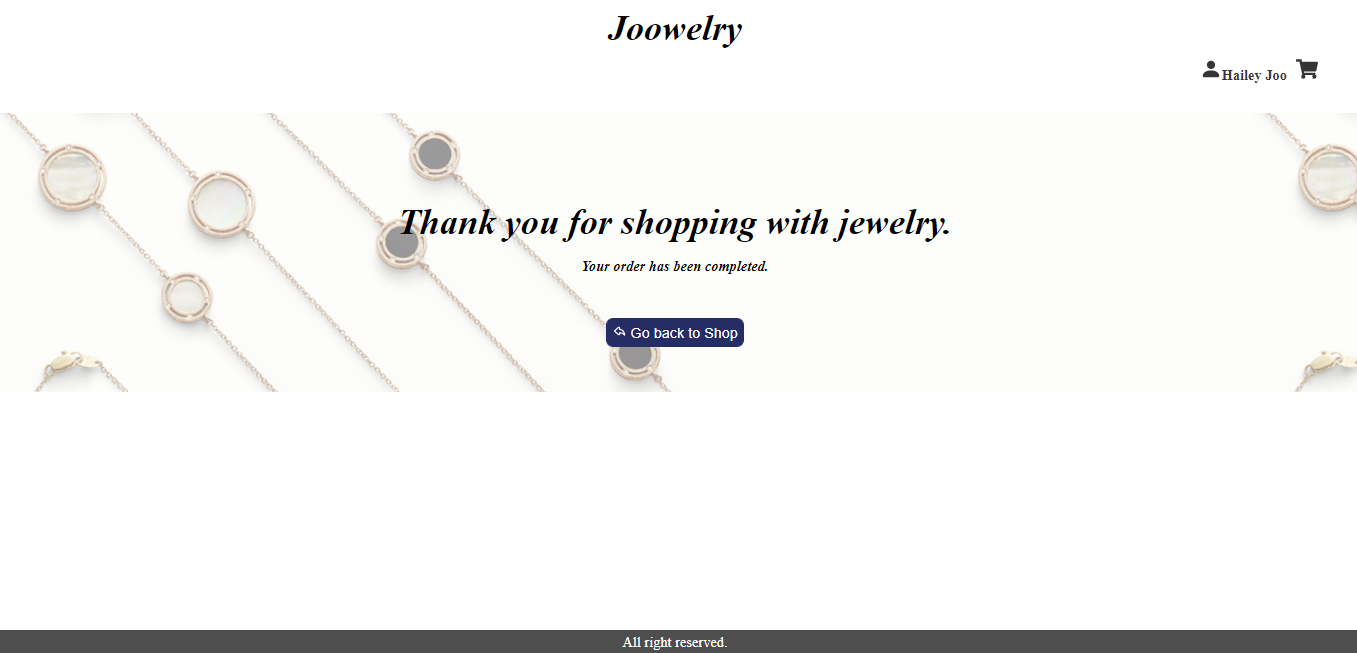 Joowelry
Hailey Joo
Thank you for shopping with jewelry.
Your order has been completed.
Go back to Shop
All right reserved.